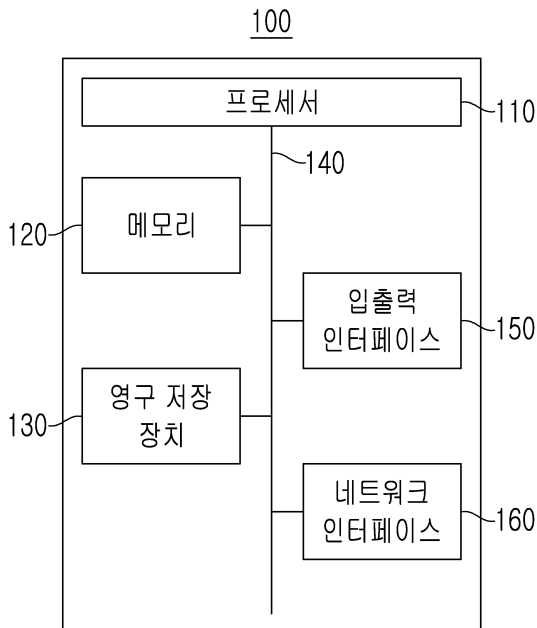 100
프로세서
110
140
메모리
120
입출력
인터페이스
150
영구 저장
장치
130
네트워크
인터페이스
160